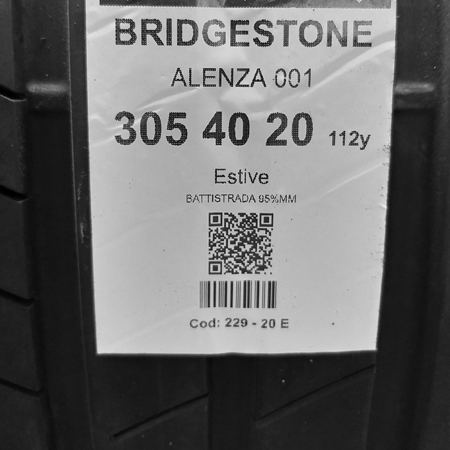 BRIDGESTONE
ALENZA 001
305 40 20 112y
Estive
BATTISTRADA 95%MM
Cod: 229 - 20 E